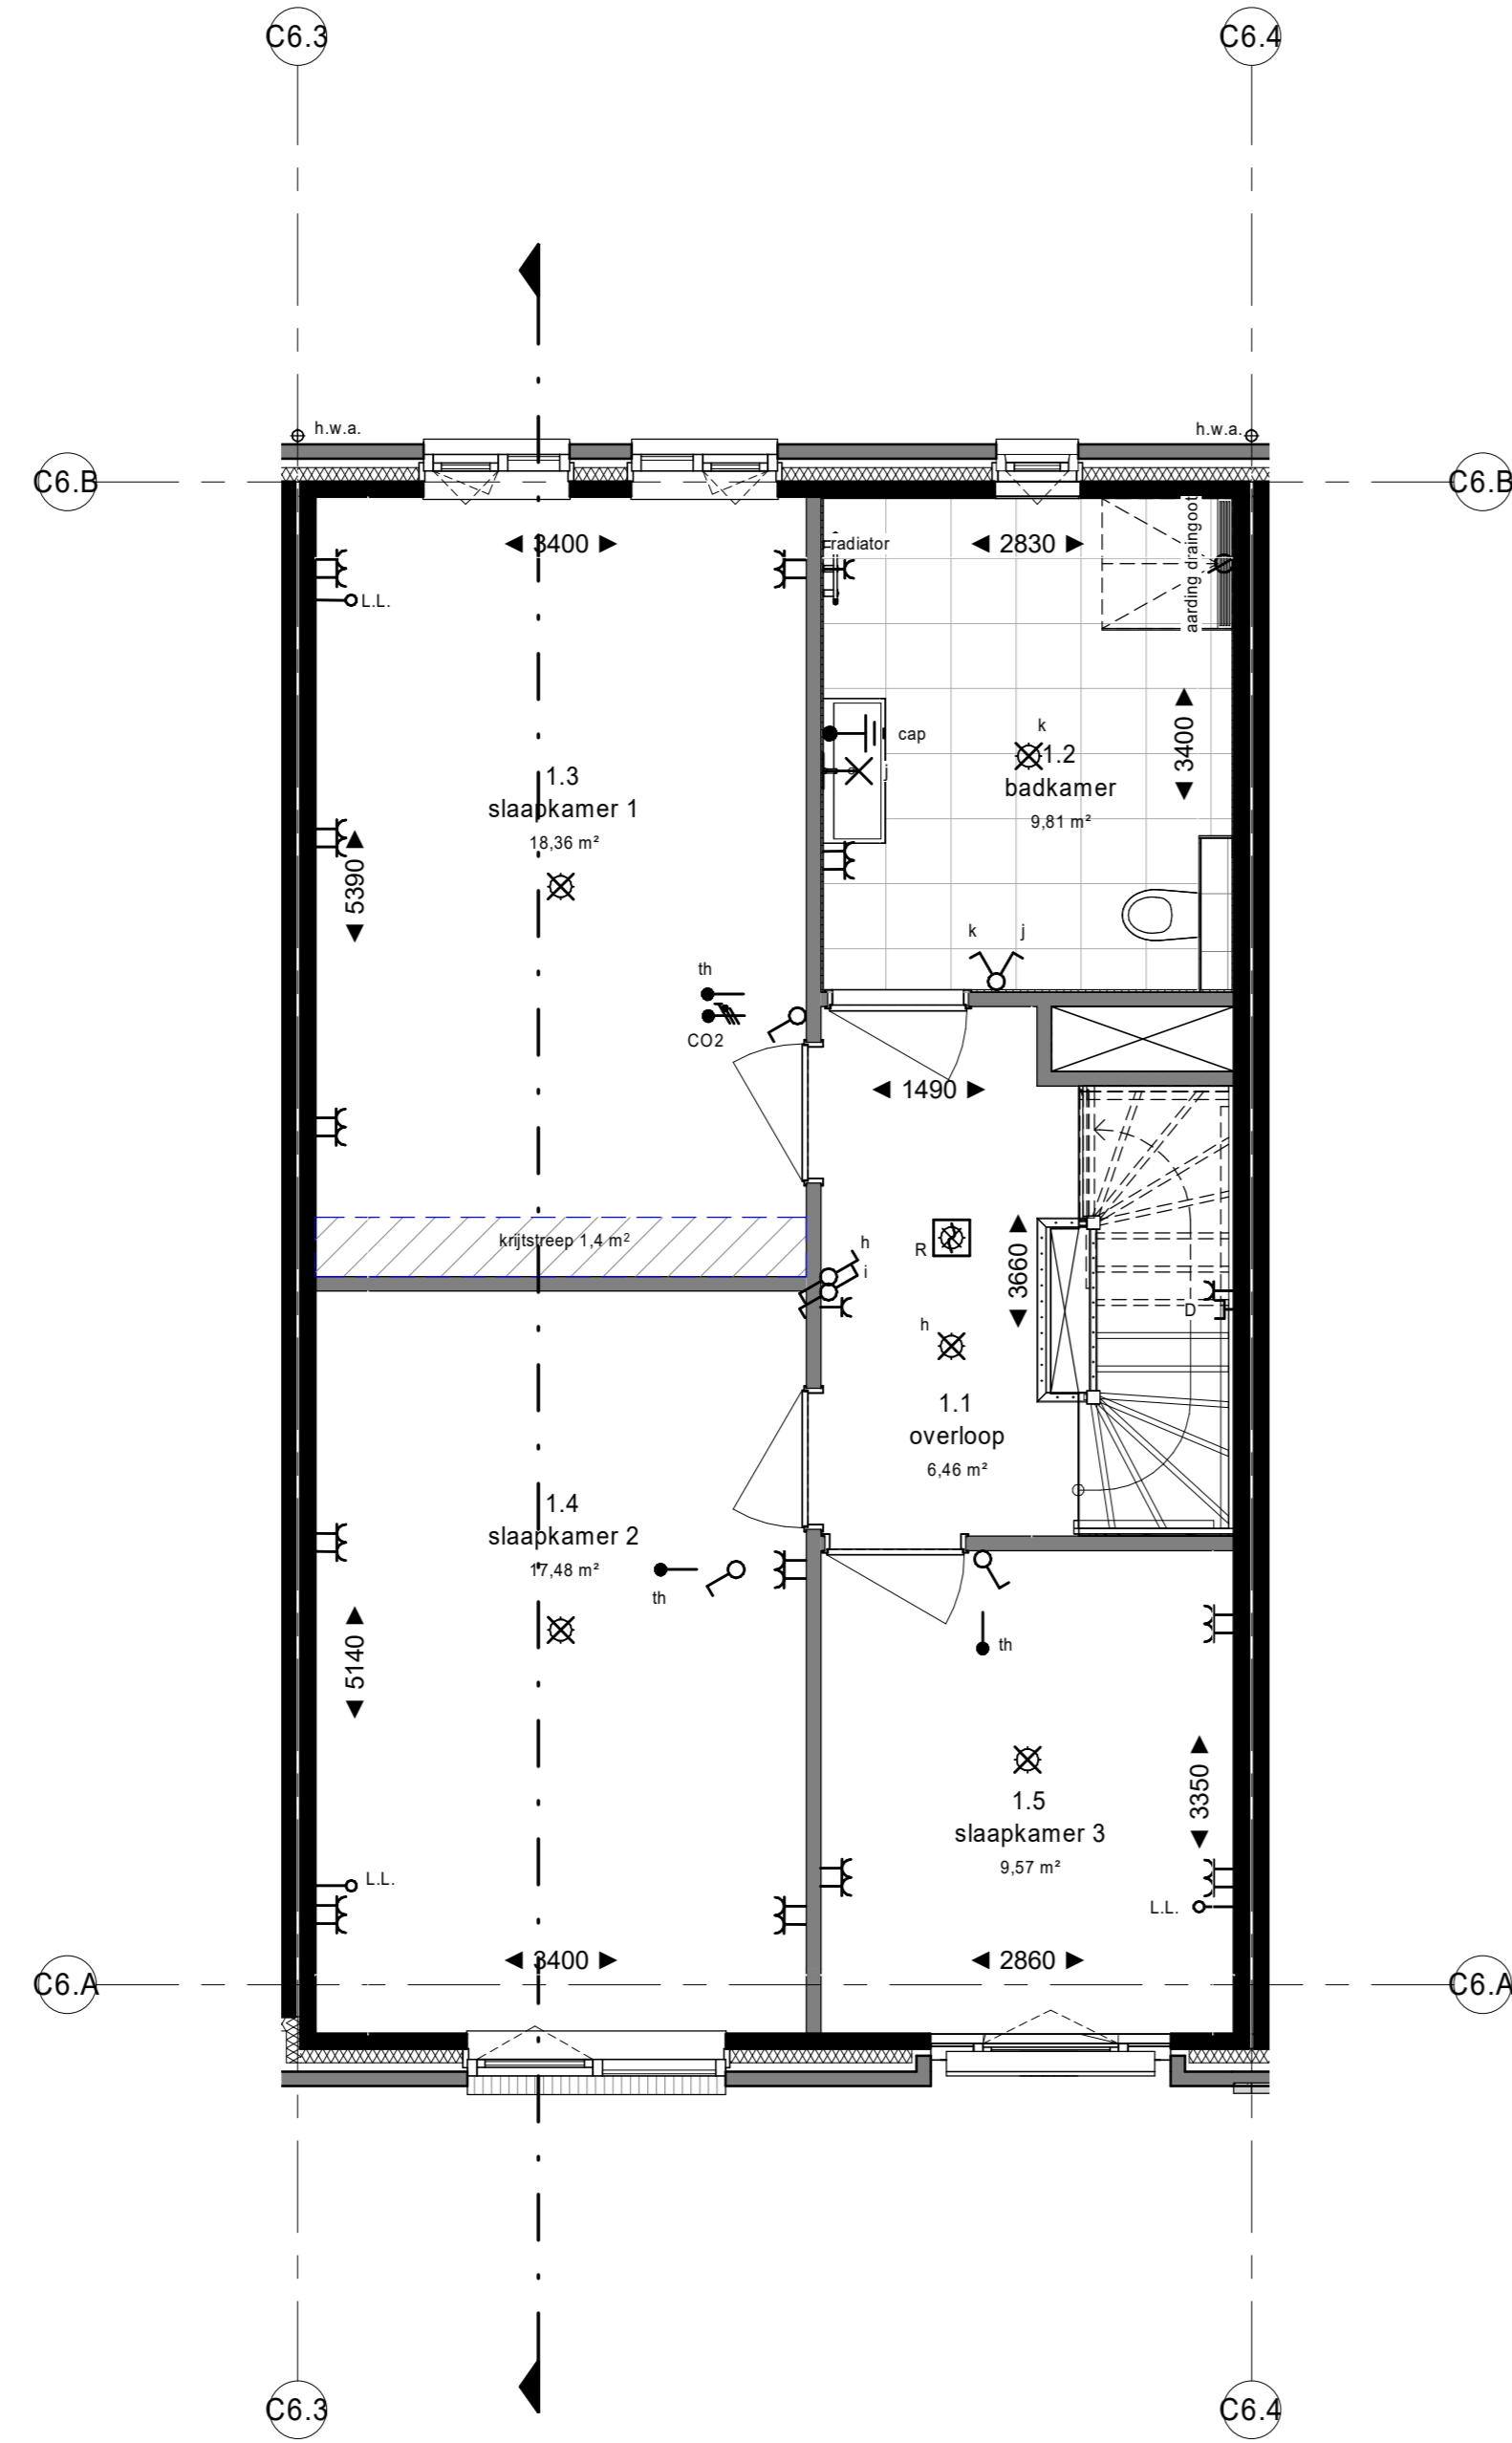 C6.3
C6.4
h.w.a.
h.w.a.
C6.B
C6.B
3400
radiator
2830
aarding draingoot
L.L.
k
cap
1.2
3400
j
badkamer
9,81 m²
1.3
slaapkamer 1
18,36 m²
5390
k
j
th
CO2
1490
krijtstreep 1,4 m²
h
R
i
3660
D
h
1.1
overloop
6,46 m²
1.4
slaapkamer 2
17,48 m²
th
th
5140
1.5
slaapkamer 3
9,57 m²
3350
L.L.
L.L.
3400
2860
C6.A
C6.A
C6.3
C6.4